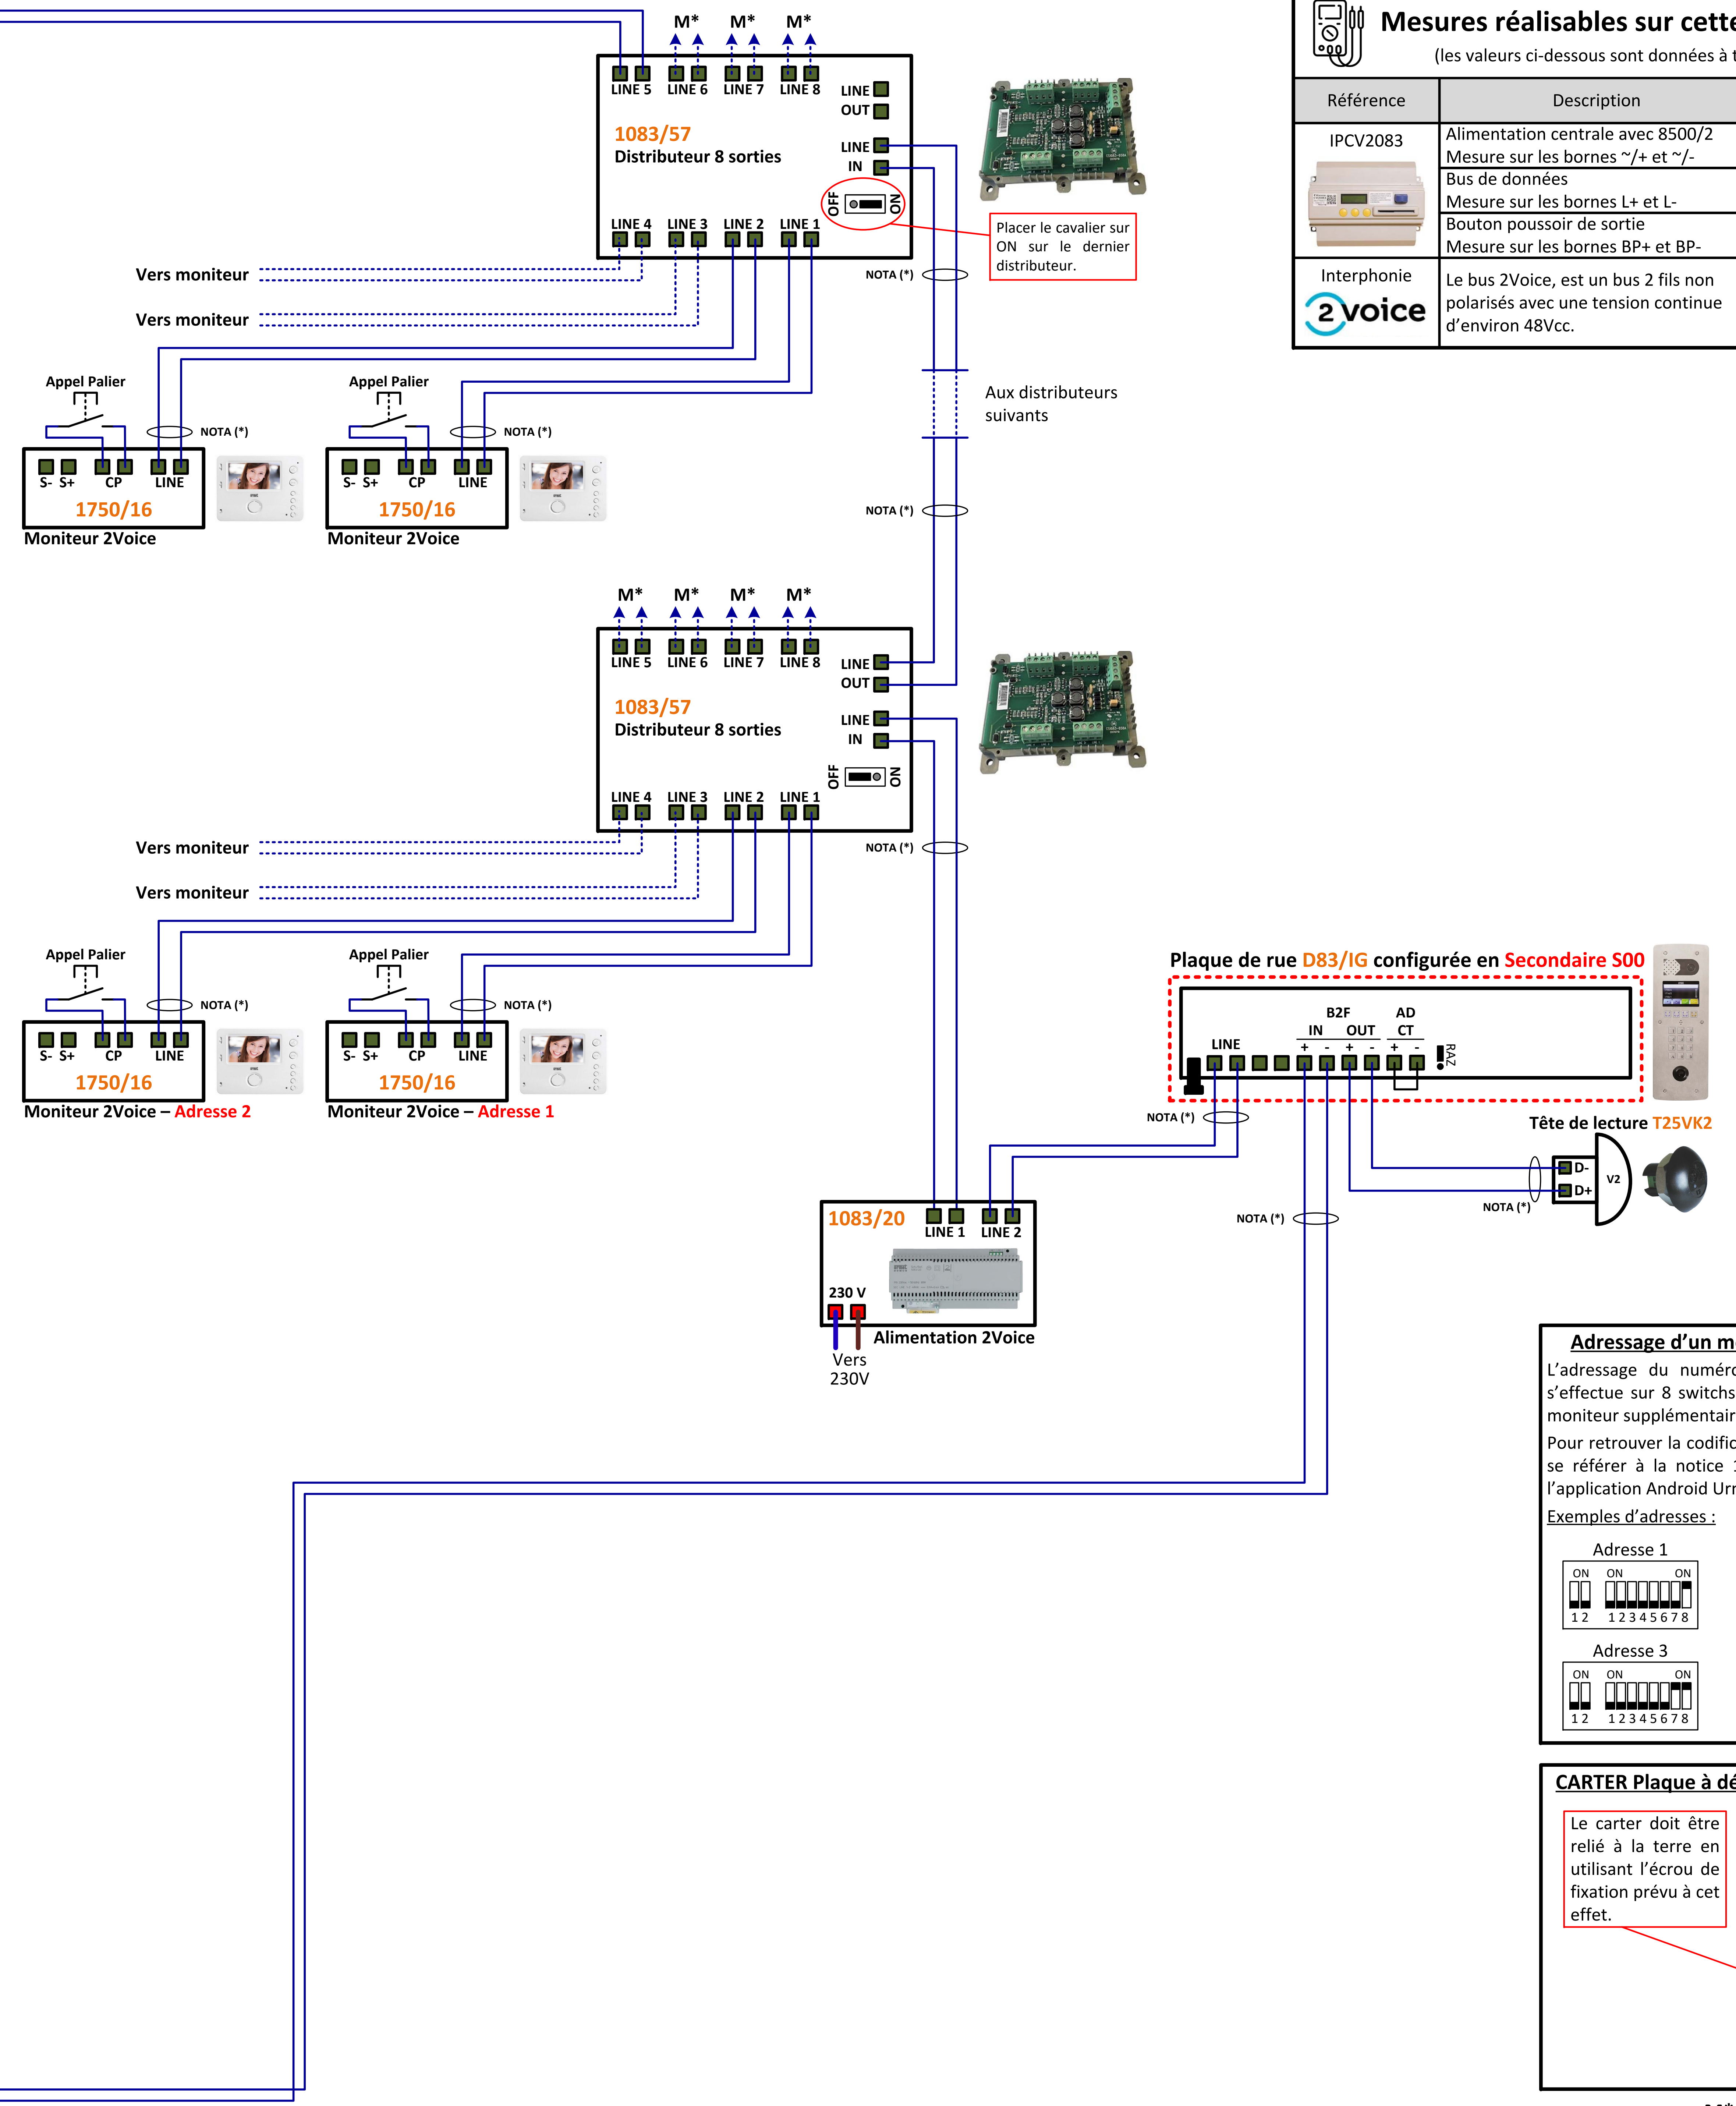 M* M* M*
LINE 5 LINE 6 LINE 7 LINE 8
LINE
OUT
1083/57
Distributeur 8 sorties
LINE
IN
OFF ON
LINE 4 LINE 3 LINE 2 LINE 1
Placer le cavalier sur
ON sur le dernier
distributeur.
NOTA (*)
Vers moniteur
Vers moniteur
Mesures réalisables sur cette
(les valeurs ci-dessous sont données à t
Référence Description
IPCV2083
Alimentation centrale avec 8500/2
Mesure sur les bornes ~/+ et ~/-
Bus de données
Mesure sur les bornes L+ et L-
Bouton poussoir de sortie
Mesure sur les bornes BP+ et BP-
Interphonie
2voice
Le bus 2Voice, est un bus 2 fils non
polarisés avec une tension continue
d’environ 48Vcc.
Appel Palier Appel Palier
NOTA (*) NOTA (*)
S- S+ CP LINE S- S+ CP LINE
1750/16 1750/16
Moniteur 2Voice Moniteur 2Voice
Aux distributeurs
suivants
NOTA (*)
M* M* M* M*
LINE 5 LINE 6 LINE 7 LINE 8
LINE
OUT
1083/57
Distributeur 8 sorties
LINE
IN
OFF ON
LINE 4 LINE 3 LINE 2 LINE 1
NOTA (*)
Vers moniteur
Vers moniteur
Appel Palier Appel Palier
NOTA (*) NOTA (*)
S- S+ CP LINE S- S+ CP LINE
1750/16 1750/16
Moniteur 2Voice – Adresse 2 Moniteur 2Voice – Adresse 1
Plaque de rue D83/IG configurée en Secondaire S00
B2F AD
LINE IN OUT CT
+ - + - + -
RAZ
NOTA (*)
Tête de lecture T25VK2
D-
D+
V2
NOTA (*)
NOTA (*)
1083/20
LINE 1 LINE 2
230 V
Alimentation 2Voice
Vers
230V
Adressage d’un m
L’adressage du numéro
s’effectue sur 8 switchs
moniteur supplémentair
Pour retrouver la codific
se référer à la notice
l’application Android Ur
Exemples d’adresses :
Adresse 1
ON ON ON
1 2 1 2 3 4 5 6 7 8
Adresse 3
ON ON ON
1 2 1 2 3 4 5 6 7 8
CARTER Plaque à dé
Le carter doit être
relié à la terre en
utilisant l’écrou de
fixation prévu à cet
effet.